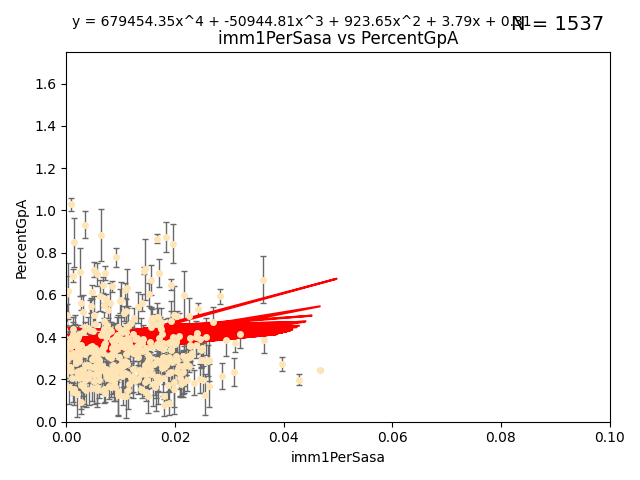 y = 679454.35x^4 + -50944.81x^3 + 923.65x^2 + 3.79x + 0.31
N = 1537
imm1PerSasa vs PercentGpA
PercentGpA
1.6
1.4
1.2
1.0
0.8
0.6
0.4
0.2
0.0
0.00 0.02 0.04 0.06 0.08 0.10
imm1PerSasa